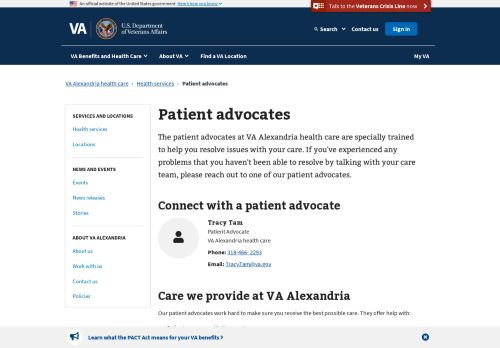 An official website of the United States government Here's how you know
Talk to the Veterans Crisis Line now
VA
U.S. Department
of Veterans Affairs
Search
Contact us
Sign in
VA Benefits and Health Care
About VA
Find a VA Location
My VA
VA Alexandria health care › Health services › Patient advocates
SERVICES AND LOCATIONS
Health services
Locations
NEWS AND EVENTS
Events
News releases
Stories
ABOUT VA ALEXANDRIA
About us
Work with us
Contact us
Policies
Patient advocates
The patient advocates at VA Alexandria health care are specially trained
to help you resolve issues with your care. If you've experienced any
problems that you haven't been able to resolve by talking with your care
team, please reach out to one of our patient advocates.
Connect with a patient advocate
Tracy Tam
Patient Advocate
VA Alexandria health care
Phone: 318-466-2293
Email: Tracy.Tam@va.gov
Care we provide at VA Alexandria
Our patient advocates work hard to make sure you receive the best possible care. They offer help with:
Learn what the PACT Act means for your VA benefits